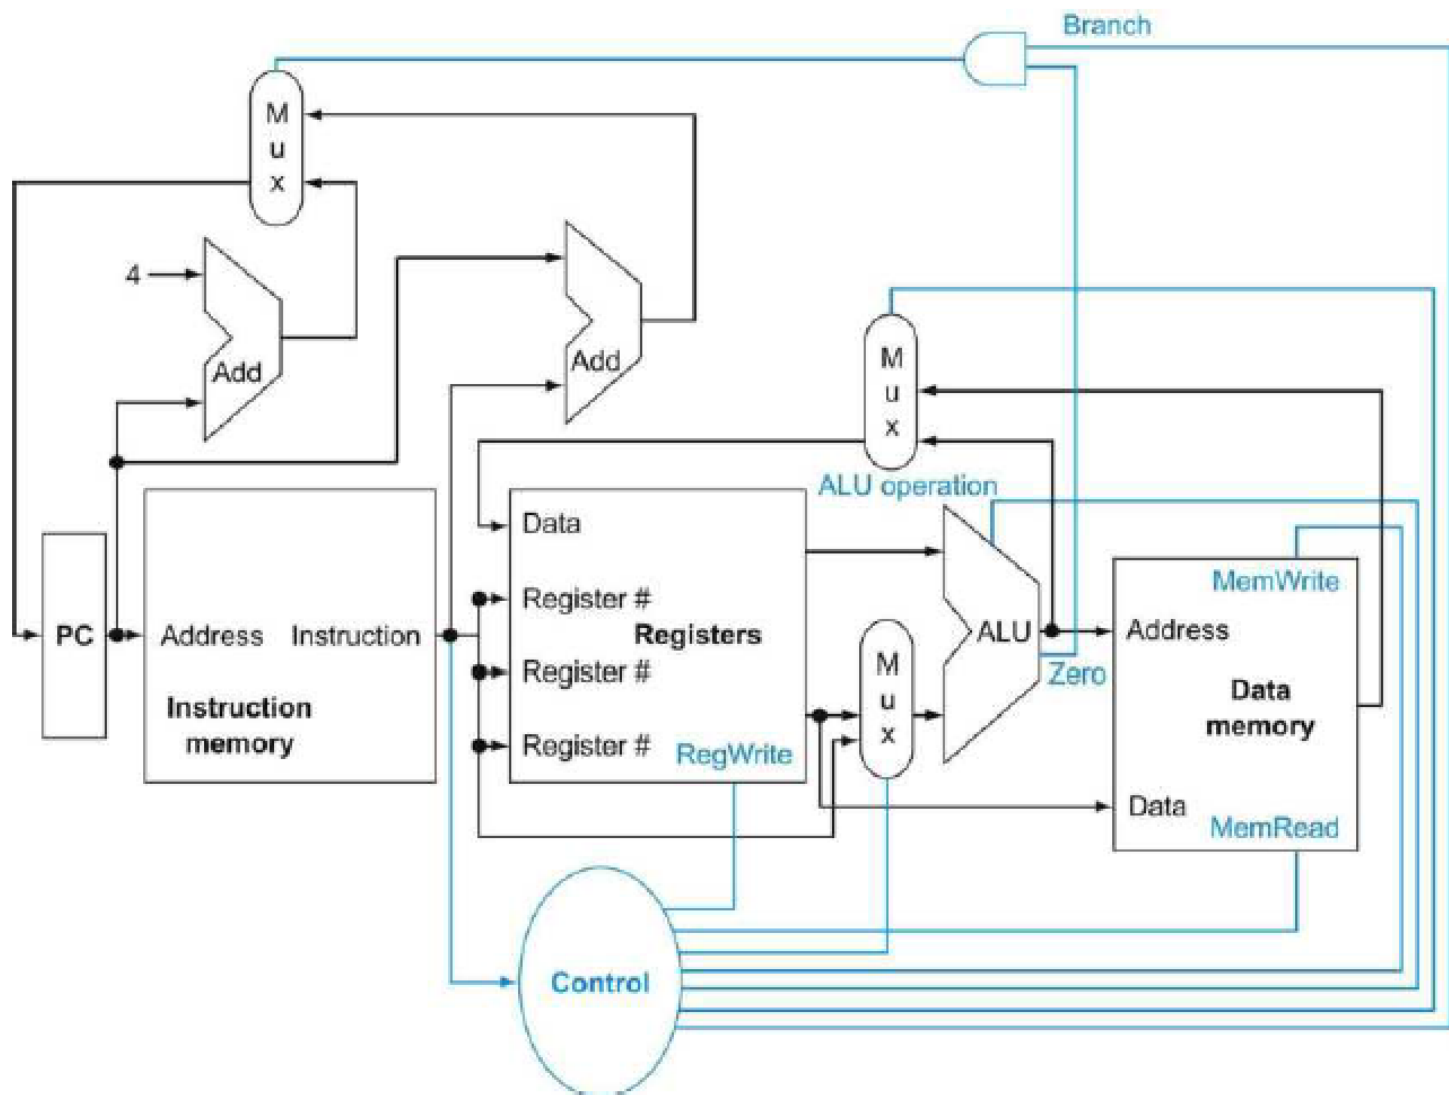 Branch
M
u
x
4
Add
Add
M
u
x
ALU operation
Data
Register #
Registers
Register #
Register #
RegWrite
PC
Address Instruction
Instruction
memory
M
u
x
ALU
Zero
MemWrite
Address
Data
memory
Data
MemRead
Control